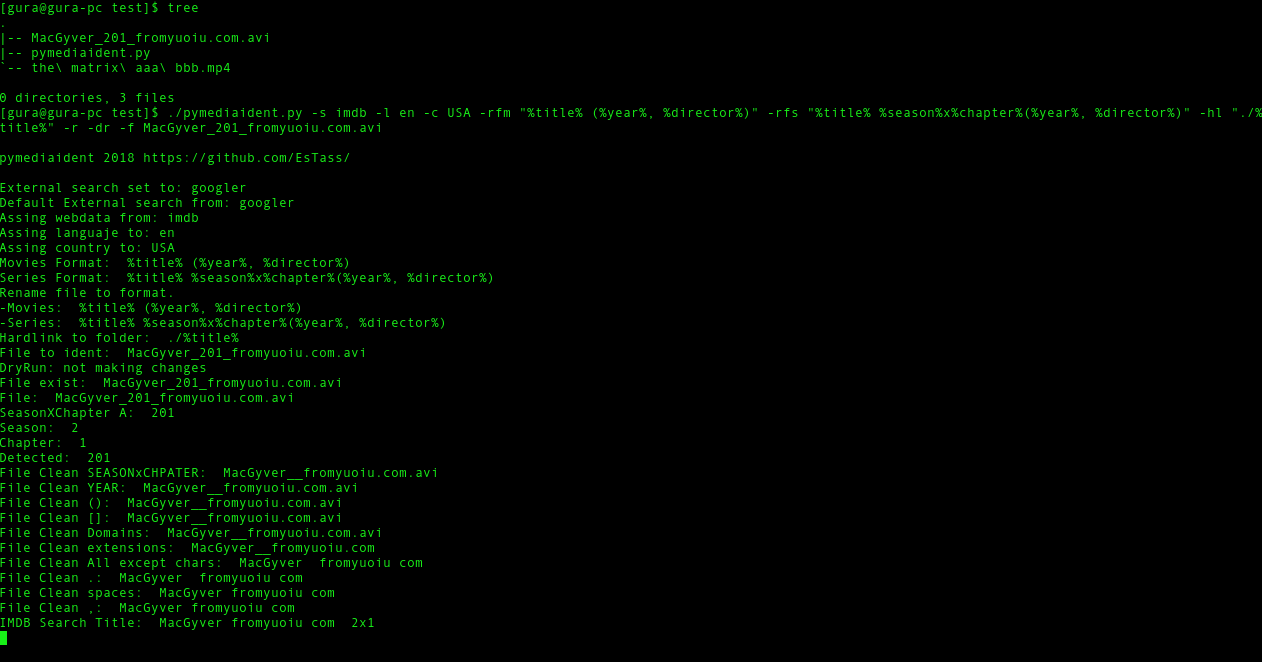 [gura@gura-pc test]$ tree
.
|-- MacGyver_201_fromyuoiu.com.avi
|-- pymediaident.py
`-- the\ matrix\ aaa\ bbb.mp4
0 directories, 3 files
[gura@gura-pc test]$ ./pymediaident.py -s imdb -l en -c USA -rfm "%title% (%year%, %director%)" -rfs "%title% %season%x%chapter%(%year%, %director%)" -hl "./%
title%" -r -dr -f MacGyver_201_fromyuoiu.com.avi
pymediaident 2018 https://github.com/EsTass/
External search set to: googler
Default External search from: googler
Assing webdata from: imdb
Assing languaje to: en
Assing country to: USA
Movies Format:  %title% (%year%, %director%)
Series Format:  %title% %season%x%chapter%(%year%, %director%)
Rename file to format.
-Movies:  %title% (%year%, %director%)
-Series:  %title% %season%x%chapter%(%year%, %director%)
Hardlink to folder:  ./%title%
File to ident:  MacGyver_201_fromyuoiu.com.avi
DryRun: not making changes
File exist:  MacGyver_201_fromyuoiu.com.avi
File:  MacGyver_201_fromyuoiu.com.avi
SeasonXChapter A:  201
Season:  2
Chapter:  1
Detected:  201
File Clean SEASONxCHPATER:  MacGyver__fromyuoiu.com.avi
File Clean YEAR:  MacGyver__fromyuoiu.com.avi
File Clean ():  MacGyver__fromyuoiu.com.avi
File Clean []:  MacGyver__fromyuoiu.com.avi
File Clean Domains:  MacGyver__fromyuoiu.com.avi
File Clean extensions:  MacGyver__fromyuoiu.com
File Clean All except chars:  MacGyver  fromyuoiu com
File Clean .:  MacGyver  fromyuoiu com
File Clean spaces:  MacGyver fromyuoiu com
File Clean ,:  MacGyver fromyuoiu com
IMDB Search Title:  MacGyver fromyuoiu com  2x1